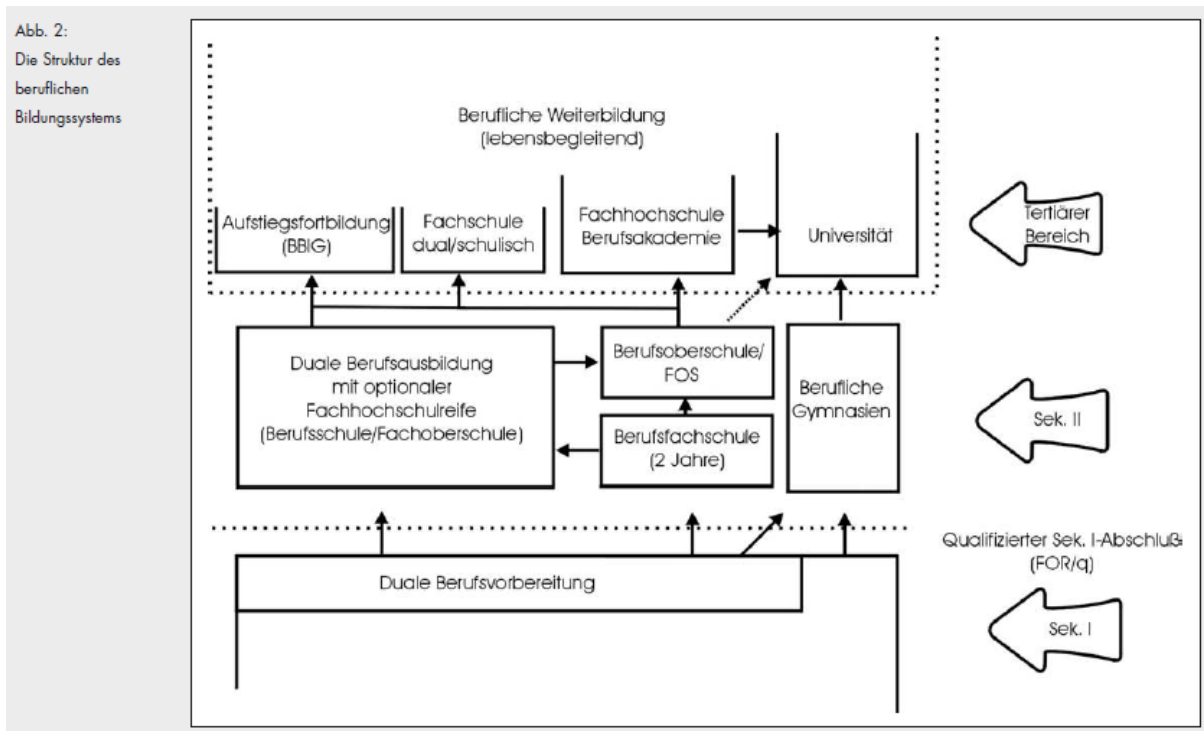 Abb. 2:
Die Struktur des
beruflichen
Bildungssystems
Berufliche Weiterbildung
(lebensbegleitend)
Aufstiegsfortbildung
(BBIG)
Fachschule
dual/schulisch
Fachhochschule
Berufsakademie
Universität
Tertiärer
Bereich
Duale Berufsausbildung
mit optionaler
Fachhochschulreife
(Berufsschule/Fachoberschule)
Berufsoberschule/
FOS
Berufsfachschule
(2 Jahre)
Berufliche
Gymnasien
Sek. II
Qualifizierter Sek. I-Abschluß
(FOR/q)
Duale Berufsvorbereitung
Sek. I